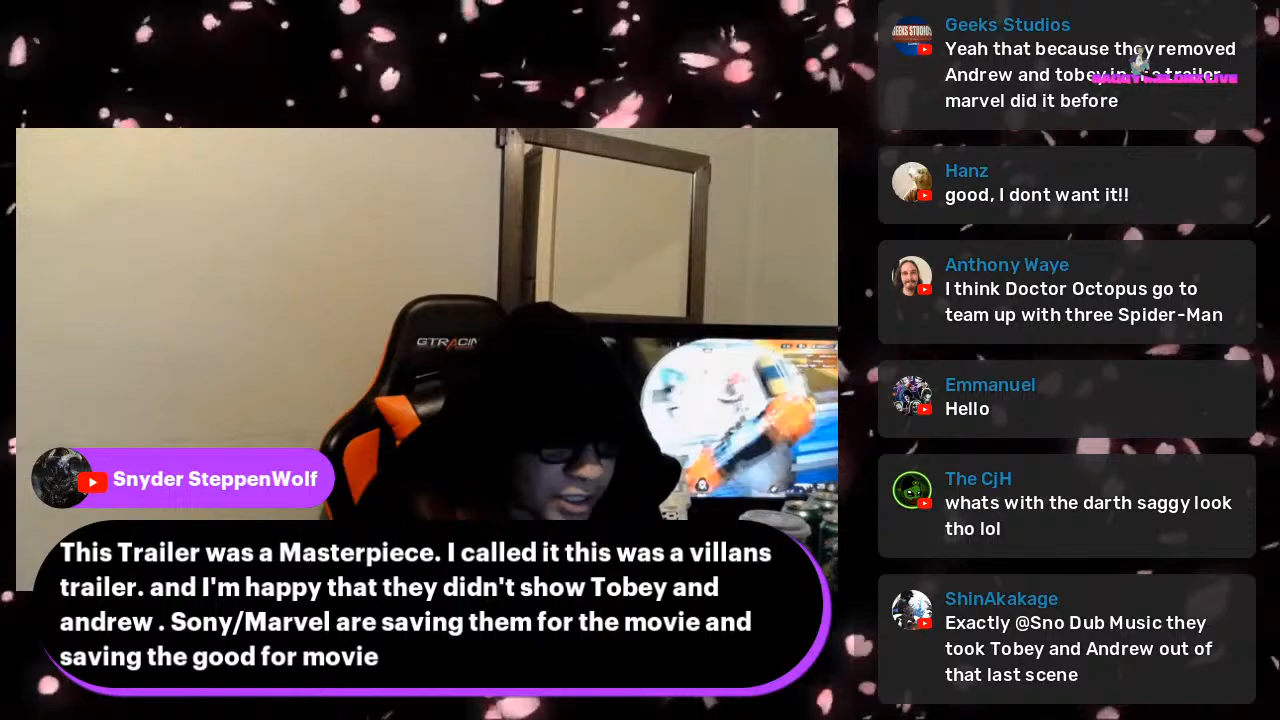 GTRACIN
Snyder SteppenWolf
This Trailer was a Masterpiece. I called it this was a villans
trailer. and I'm happy that they didn't show Tobey and
andrew . Sony/Marvel are saving them for the movie and
saving the good for movie
Geeks Studios
Yeah that because they removed
Andrew and tobey in trailer
marvel did it before
LIVE
Hanz
good, I dont want it!!
Anthony Waye
I think Doctor Octopus go to
team up with three Spider-Man
Emmanuel
Hello
The CjH
whats with the darth saggy look
tho lol
ShinAkakage
Exactly @Sno Dub Music they
took Tobey and Andrew out of
that last scene